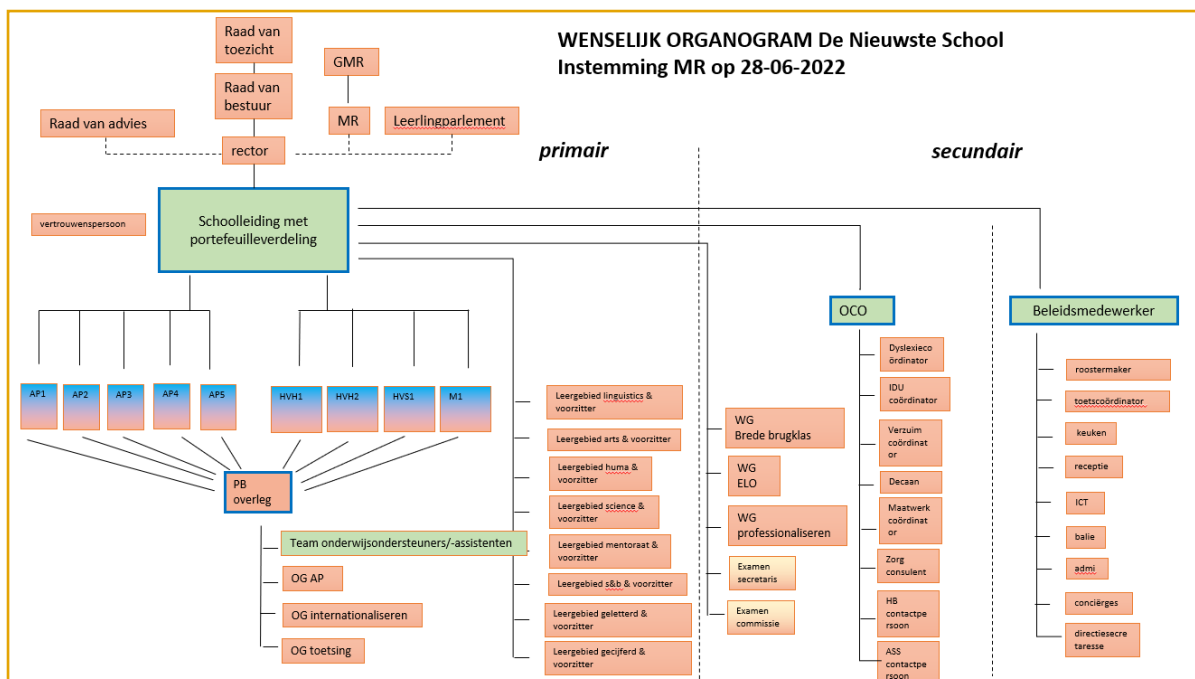 WENSELIJK ORGANOGRAM De Nieuwste School
Instemming MR op 28-06-2022
Raad van
toezicht
GMR
Raad van
bestuur
Raad van advies
MR
Leerlingparlement
rector
primair
secundair
vertrouwenspersoon
Schoolleiding met
portefeuilleverdeling
OCO
Beleidsmedewerker
AP1
AP2
AP3
AP4
AP5
HVH1
HVH2
HVS1
M1
PB
overleg
Team onderwijsondersteuners/-assistenten
OG AP
OG internationaliseren
OG toetsing
Leergebied linguistics &
voorzitter
Leergebied arts & voorzitter
Leergebied huma &
voorzitter
Leergebied science &
voorzitter
Leergebied mentoraat &
voorzitter
Leergebied s&b & voorzitter
Leergebied geletterd &
voorzitter
Leergebied gecijferd &
voorzitter
WG
Brede brugklas
WG
ELO
WG
professionaliseren
Examen
secretaris
Examen
commissie
Dyslexieco
ördinator
IDU
coördinator
Verzuim
coördinat
or
Decaan
Maatwerk
coördinat
or
Zorg
consulent
HB
contactpe
rsoon
ASS
contactpe
rsoon
roostermaker
toetscoördinator
keuken
receptie
ICT
balie
admi
conciërges
directiesecre
taresse